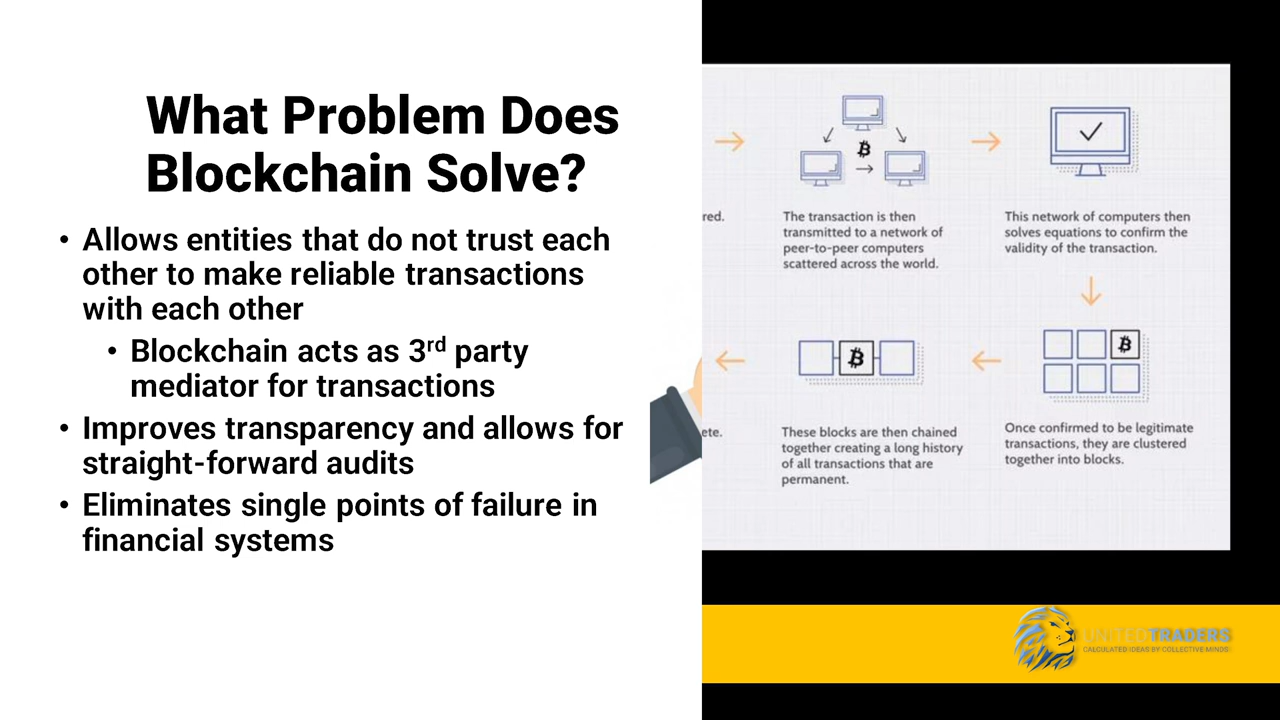 What Problem Does
Blockchain Solve?
• Allows entities that do not trust each
other to make reliable transactions
with each other
• Blockchain acts as 3rd party
mediator for transactions
• Improves transparency and allows for
straight-forward audits
• Eliminates single points of failure in
financial systems
red.
The transaction is then
transmitted to a network of
peer-to-peer computers
scattered across the world.
This network of computers then
solves equations to confirm the
validity of the transaction.
ete.
These blocks are then chained
together creating a long history
of all transactions that are
permanent.
Once confirmed to be legitimate
transactions, they are clustered
together into blocks.
UNITEDTRADERS
CALCULATED IDEAS BY COLLECTIVE MINDS